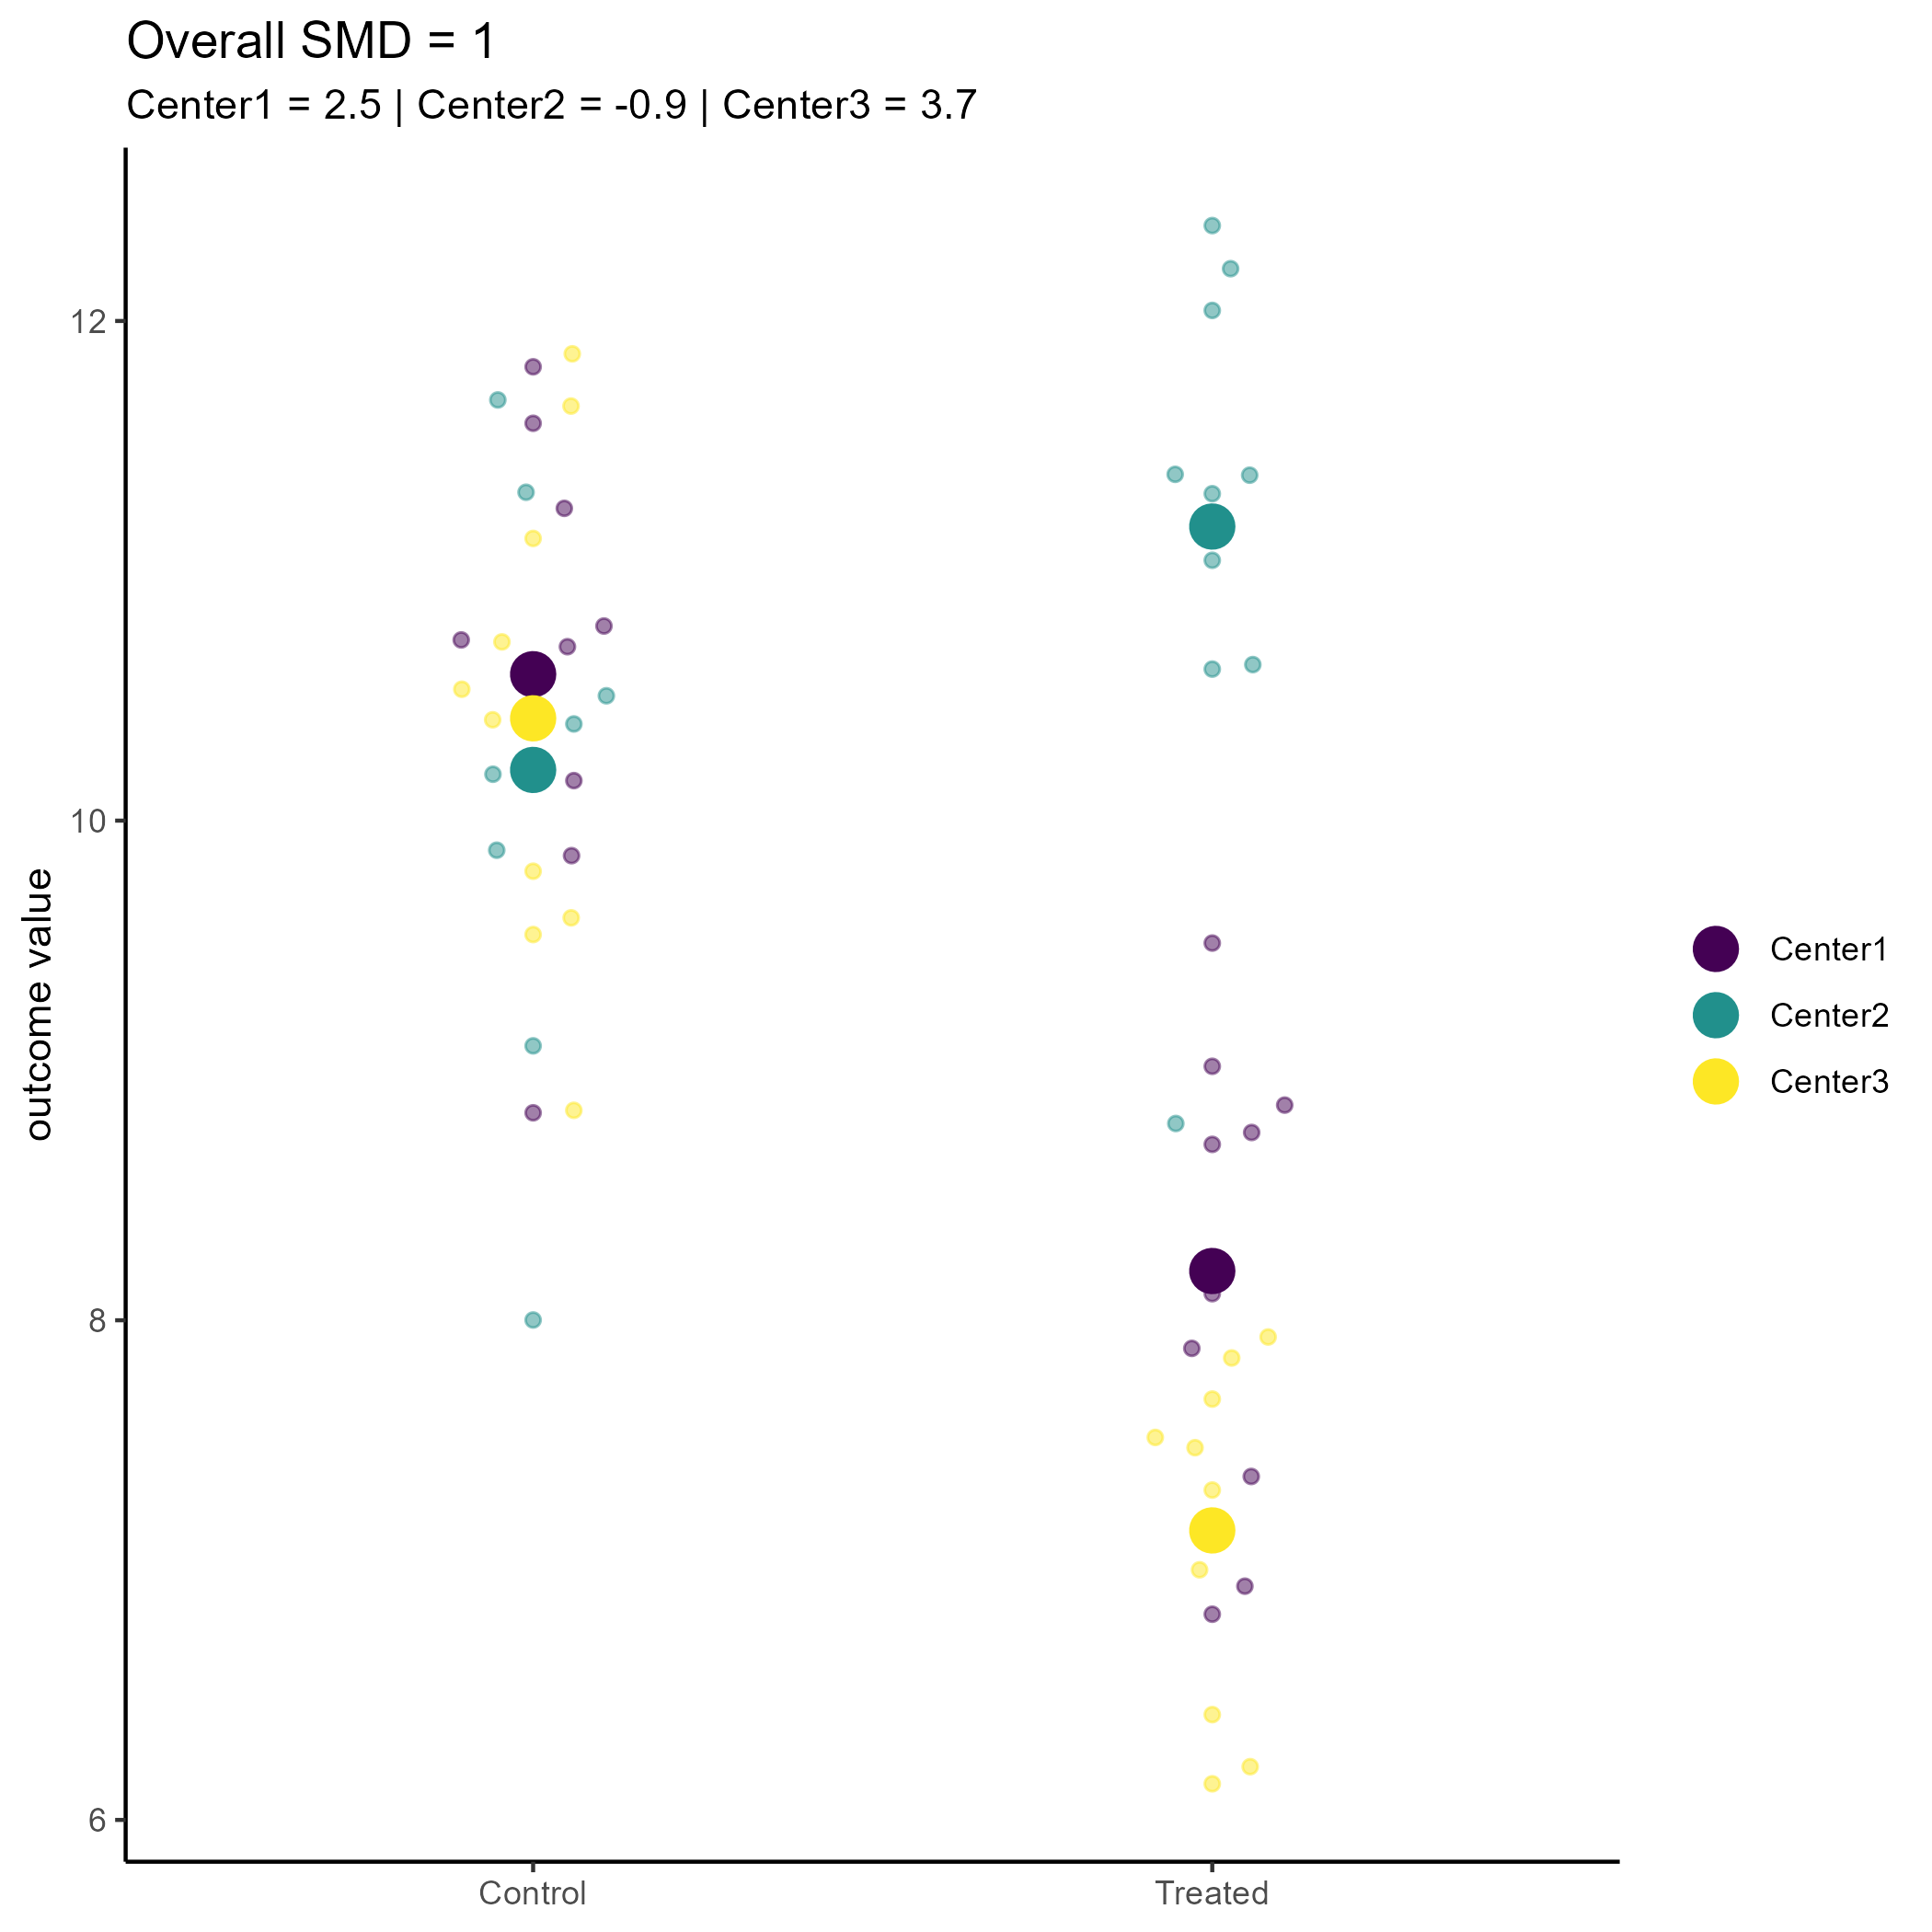 Overall SMD = 1
Center1 = 2.5 | Center2 = -0.9 | Center3 = 3.7
outcome value
12
10
8
6
Control
Treated
Center1
Center2
Center3